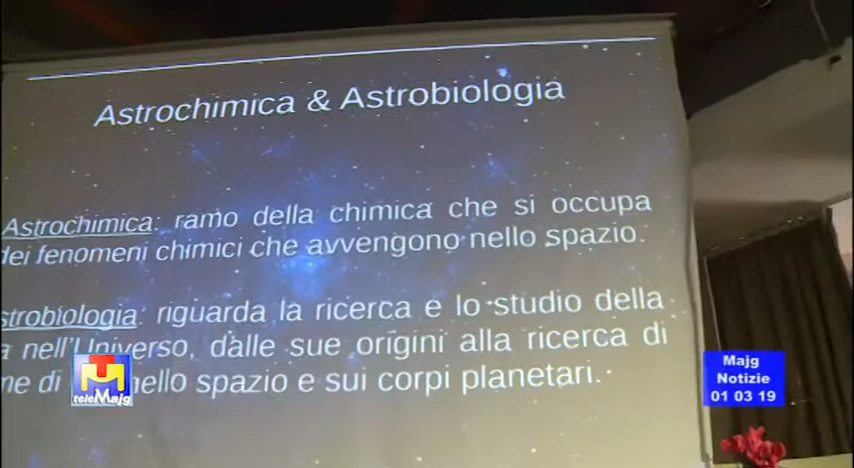 Astrochimica & Astrobiologia
Astrochimica: ramo della chimica che si occupa
dei fenomeni chimici che avvengono nello spazio.
strobiologia: riguarda la ricerca e lo studio della
a nell'Universo, dalle sue origini alla ricerca di
me di nello spazio e sui corpi planetari.
Majg
Notizie
01 03 19
M
teleMajg